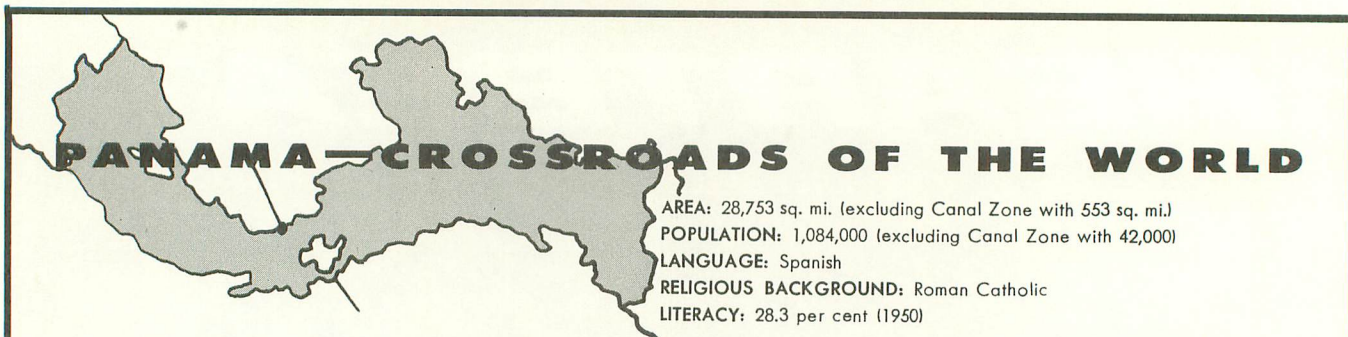 PANAMA—CROSSROADS OF THE WORLD
AREA: 28,753 sq. mi. (excluding Canal Zone with 553 sq. mi.)
POPULATION: 1,084,000 (excluding Canal Zone with 42,000)
LANGUAGE: Spanish
RELIGIOUS BACKGROUND: Roman Catholic
LITERACY: 28.3 per cent (1950)